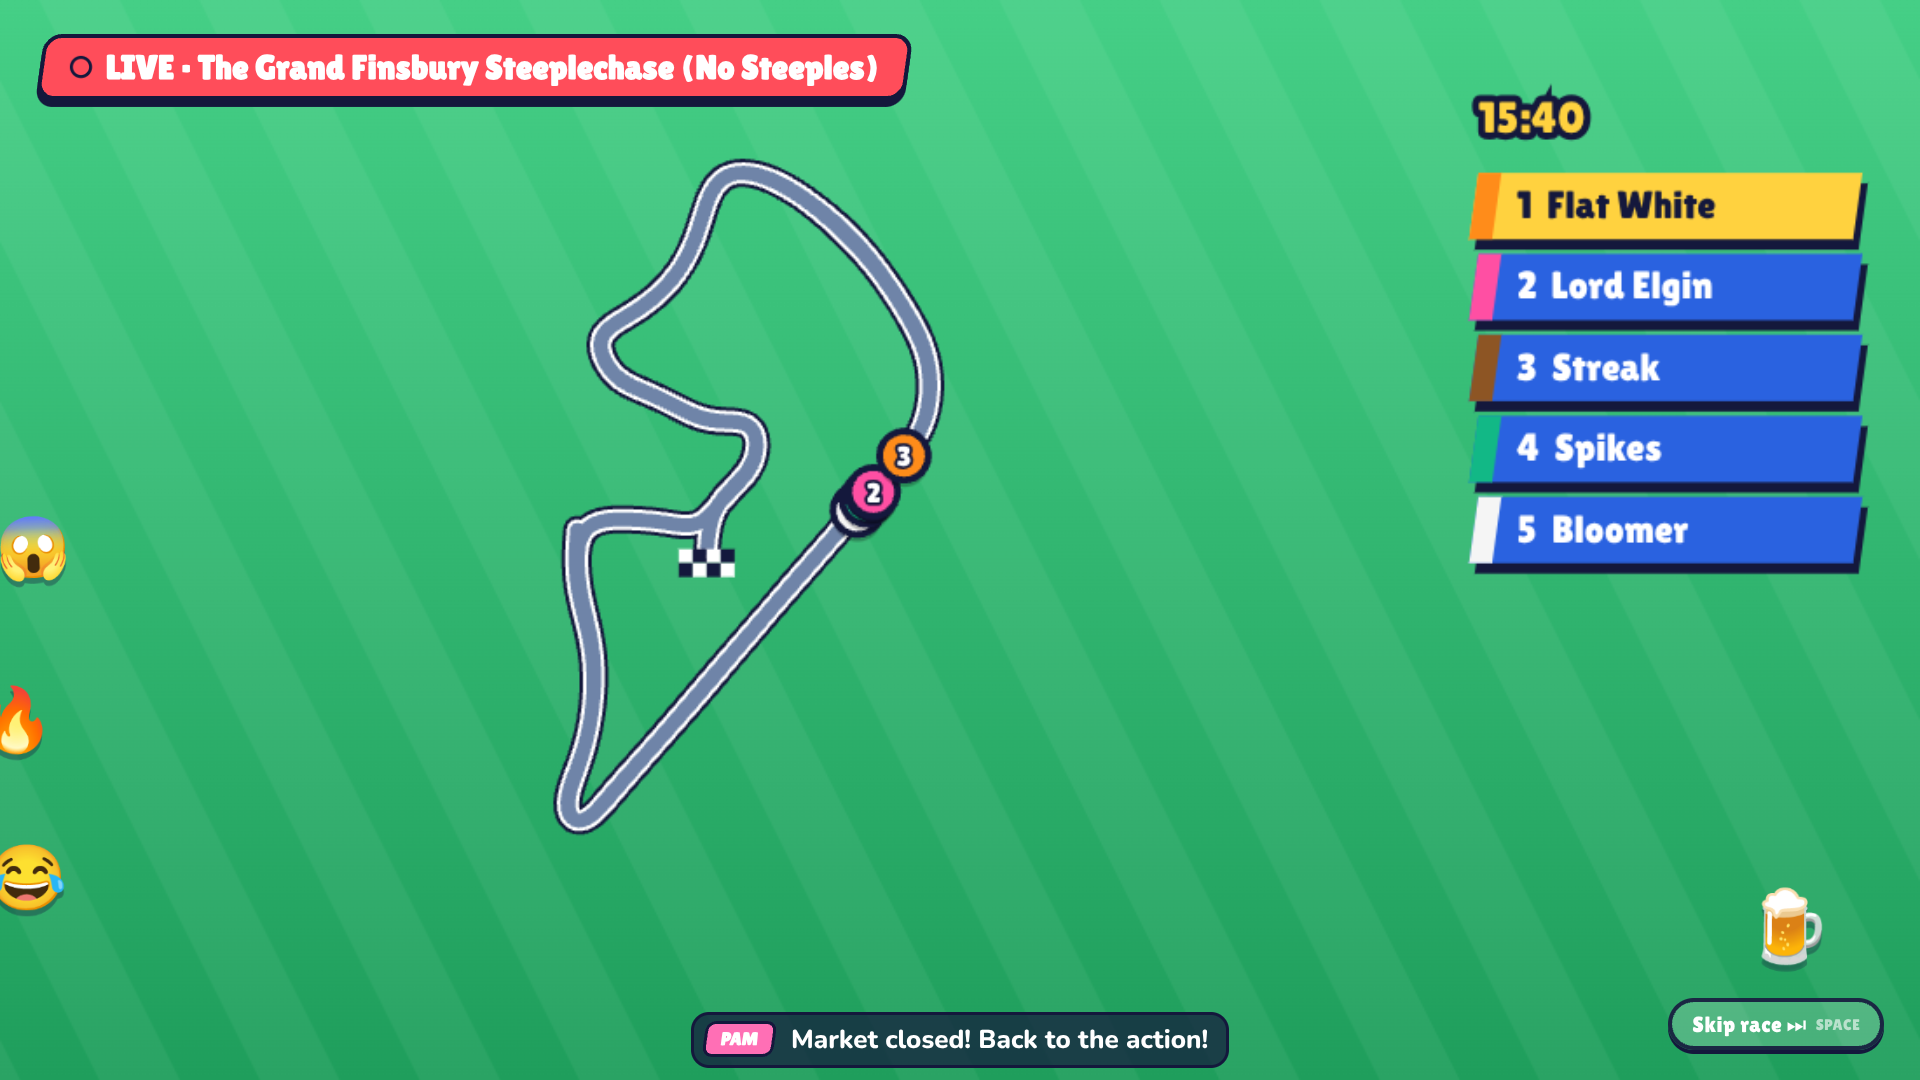 LIVE · The Grand Finsbury Steeplechase (No Steeples)
15:40
1 Flat White
2 Lord Elgin
3 Streak
4 Spikes
5 Bloomer
3
2
PAM Market closed! Back to the action!
Skip race ⏭ SPACE